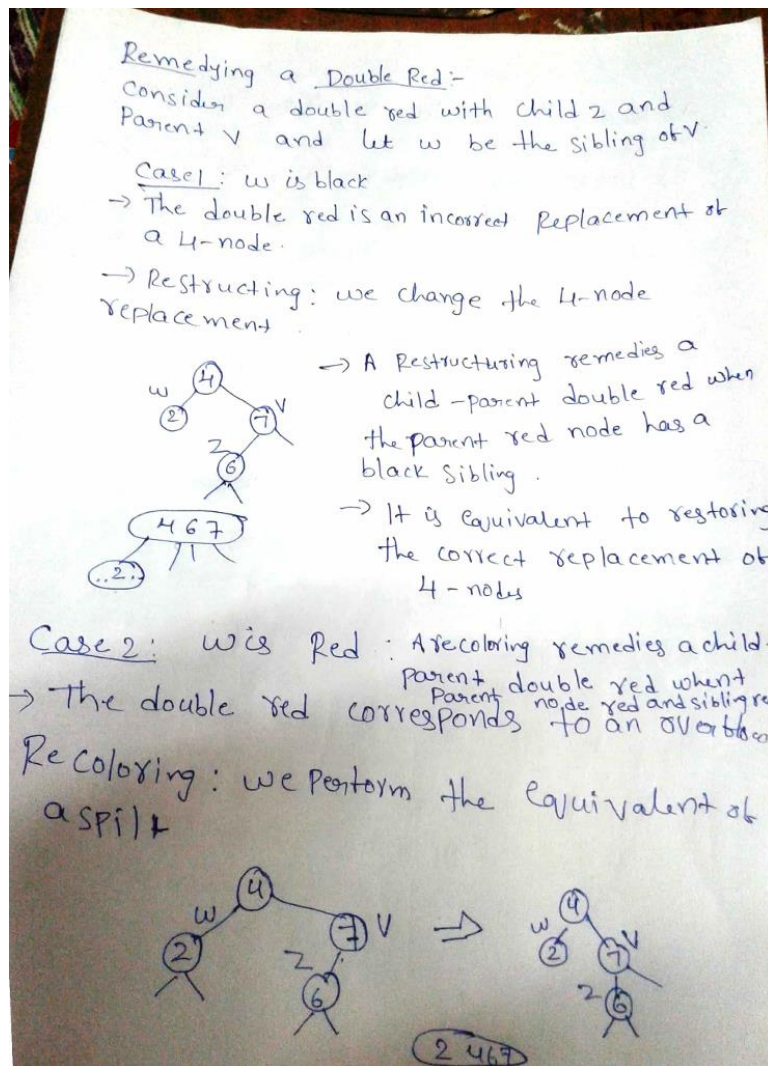 Remedying a Double Red :-
Consider a double red with child z and
Parent v and let w be the sibling of v.
Case1 : w is black
→ The double red is an incorrect Replacement of
a 4-node.
→ Restructing : we change the 4-node
replacement
4
w
2
7
v
z
6
4 6 7
..2..
→ A Restructuring remedies a
child-parent double red when
the parent red node has a
black sibling .
→ It is equivalent to restoring
the correct replacement of
4-nodes
Case 2 : w is Red : A recoloring remedies a child-
parent double red when
Parent node red and sibling re
→ The double red corresponds to an
Recoloring : we perform the equivalent of
a spilt
4
w
2
7
v
z
6
⇒
4
w
2
7
v
z
6
2 4 6 7